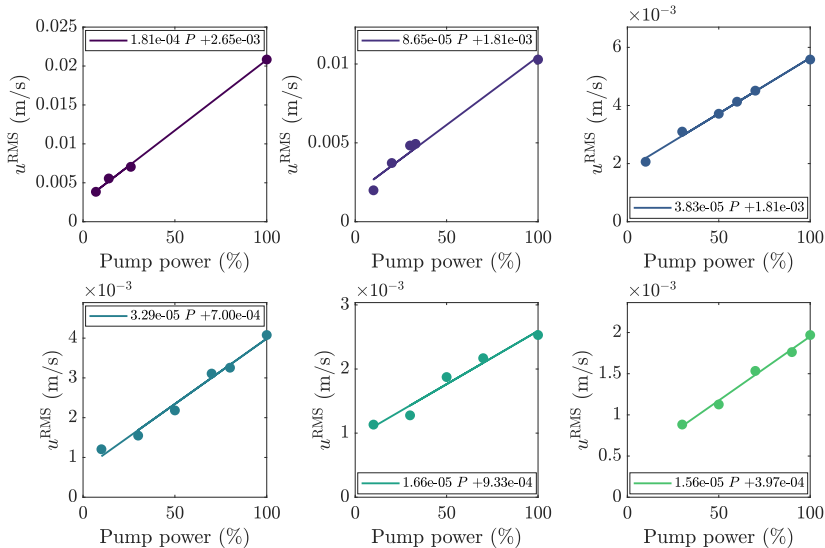 0.025
0.02
0.015
0.01
0.005
0
u^RMS (m/s)
1.81e-04 P +2.65e-03
0 50 100
Pump power (%)
0.01
0.005
0
u^RMS (m/s)
8.65e-05 P +1.81e-03
0 50 100
Pump power (%)
×10^-3
6
4
2
0
u^RMS (m/s)
3.83e-05 P +1.81e-03
0 50 100
Pump power (%)
×10^-3
4
3
2
1
0
u^RMS (m/s)
3.29e-05 P +7.00e-04
0 50 100
Pump power (%)
×10^-3
3
2
1
0
u^RMS (m/s)
1.66e-05 P +9.33e-04
0 50 100
Pump power (%)
×10^-3
2
1.5
1
0.5
0
u^RMS (m/s)
1.56e-05 P +3.97e-04
0 50 100
Pump power (%)